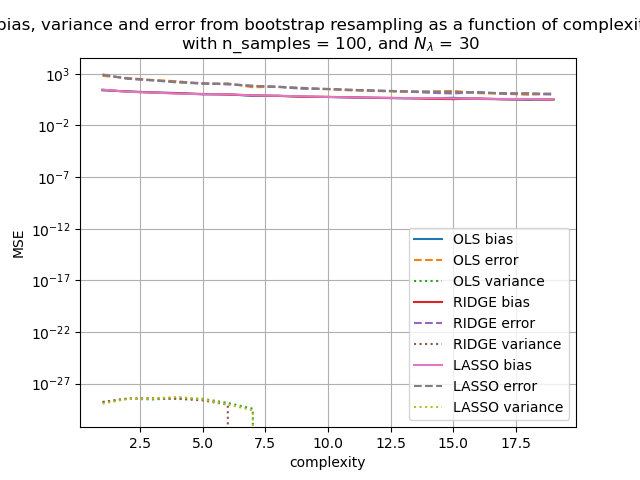 bias, variance and error from bootstrap resampling as a function of complexit
with n_samples = 100, and $N_{\lambda}$ = 30
MSE
10³
10⁻²
10⁻⁷
10⁻¹²
10⁻¹⁷
10⁻²²
10⁻²⁷
OLS bias
OLS error
OLS variance
RIDGE bias
RIDGE error
RIDGE variance
LASSO bias
LASSO error
LASSO variance
2.5 5.0 7.5 10.0 12.5 15.0 17.5
complexity